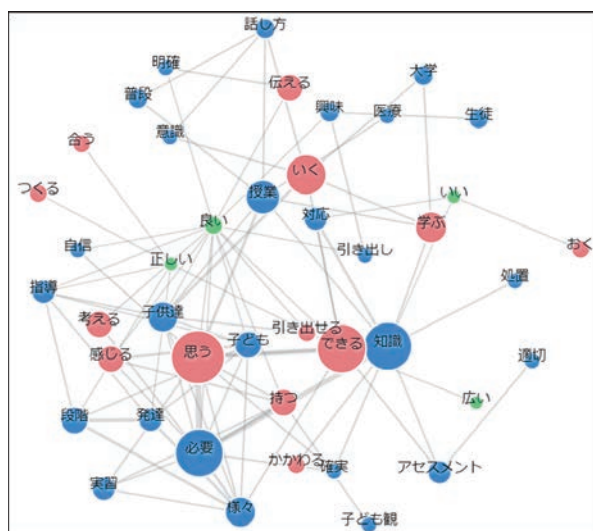 話し方
明確
伝える
大学
普段
興味
医療
生徒
意識
合う
いく
つくる
授業
いい
良い
対応
学ぶ
自信
正しい
引き出し
おく
指導
処置
考える
子供達
引き出せる
感じる
思う
子ども
できる
知識
適切
持つ
広い
段階
発達
必要
かかわる
確実
アセスメント
実習
様々
子ども観